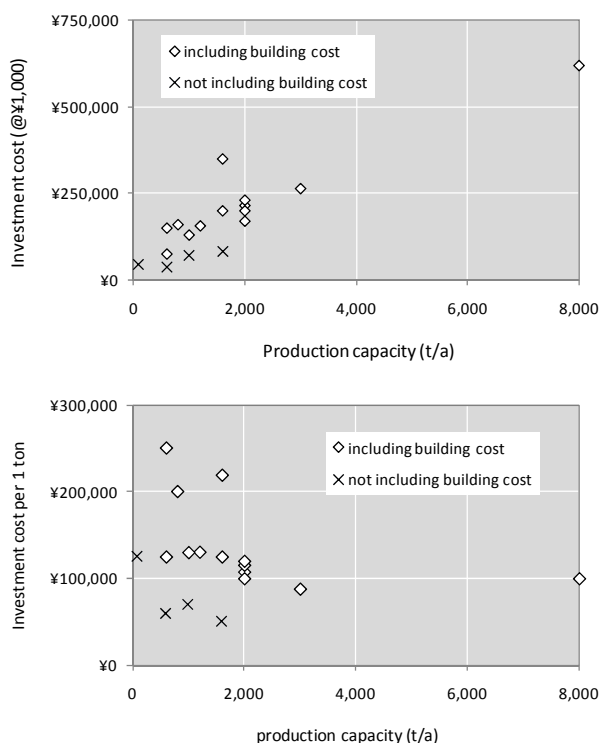 ¥750,000
including building cost
not including building cost
¥500,000
¥250,000
¥0
Investment cost (@¥1,000)
0 2,000 4,000 6,000 8,000
Production capacity (t/a)
¥300,000
including building cost
not including building cost
¥200,000
¥100,000
¥0
Investment cost per 1 ton
0 2,000 4,000 6,000 8,000
production capacity (t/a)